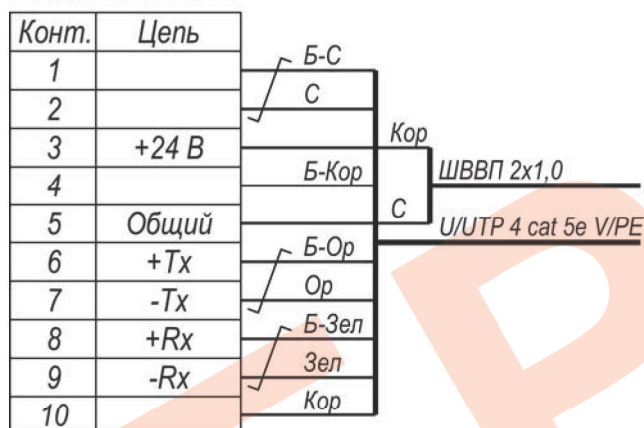 Конт. Цепь
1 Б-С
2 С
3 +24 В Кор
4 Б-Кор ШВВП 2х1,0
5 Общий С
U/UTP 4 cat 5e V/PE
6 +Tx Б-Ор
7 -Tx Ор
8 +Rx Б-Зел
9 -Rx Зел
10 Кор